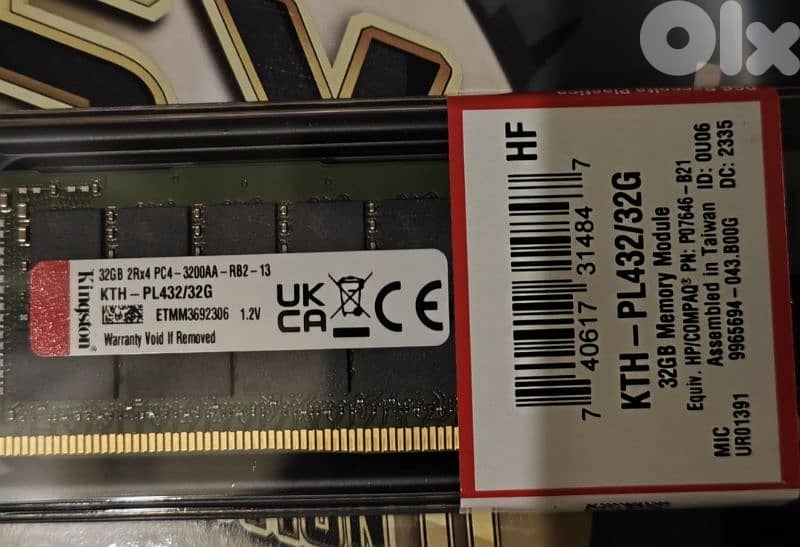 olx
Kingston
32GB 2Rx4 PC4-3200AA-RB2-13
KTH-PL432/32G
ETMM3692306 1.2V
Warranty Void If Removed
UK
CA
CE
HF
7 40617 31484 7
KTH-PL432/32G
32GB Memory Module
Equiv. HP/COMPAQ® PN: P07646-B21
Assembled in Taiwan ID: 0U06
9965694-043.B00G DC: 2335
MIC
UR01391